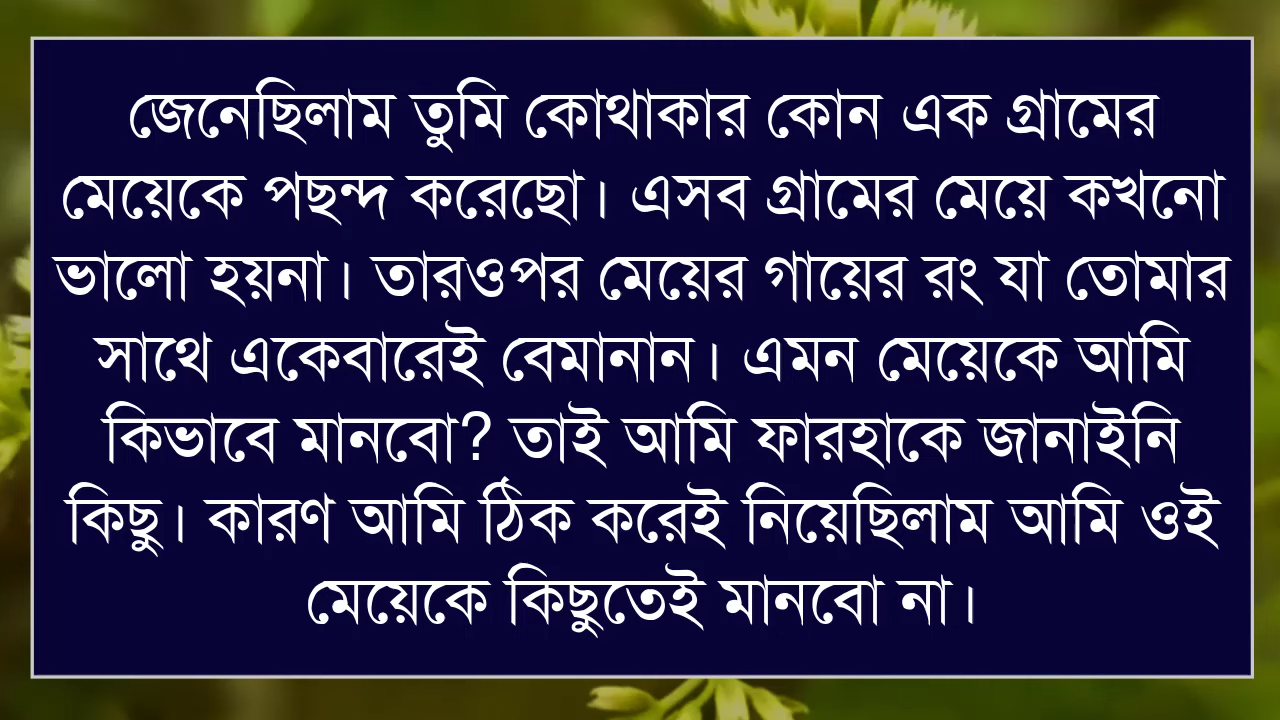 জেনেছিলাম তুমি কোথাকার কোন এক গ্রামের
মেয়েকে পছন্দ করেছো। এসব গ্রামের মেয়ে কখনো
ভালো হয়না। তারওপর মেয়ের গায়ের রং যা তোমার
সাথে একেবারেই বেমানান। এমন মেয়েকে আমি
কিভাবে মানবো? তাই আমি ফারহাকে জানাইনি
কিছু। কারণ আমি ঠিক করেই নিয়েছিলাম আমি ওই
মেয়েকে কিছুতেই মানবো না।